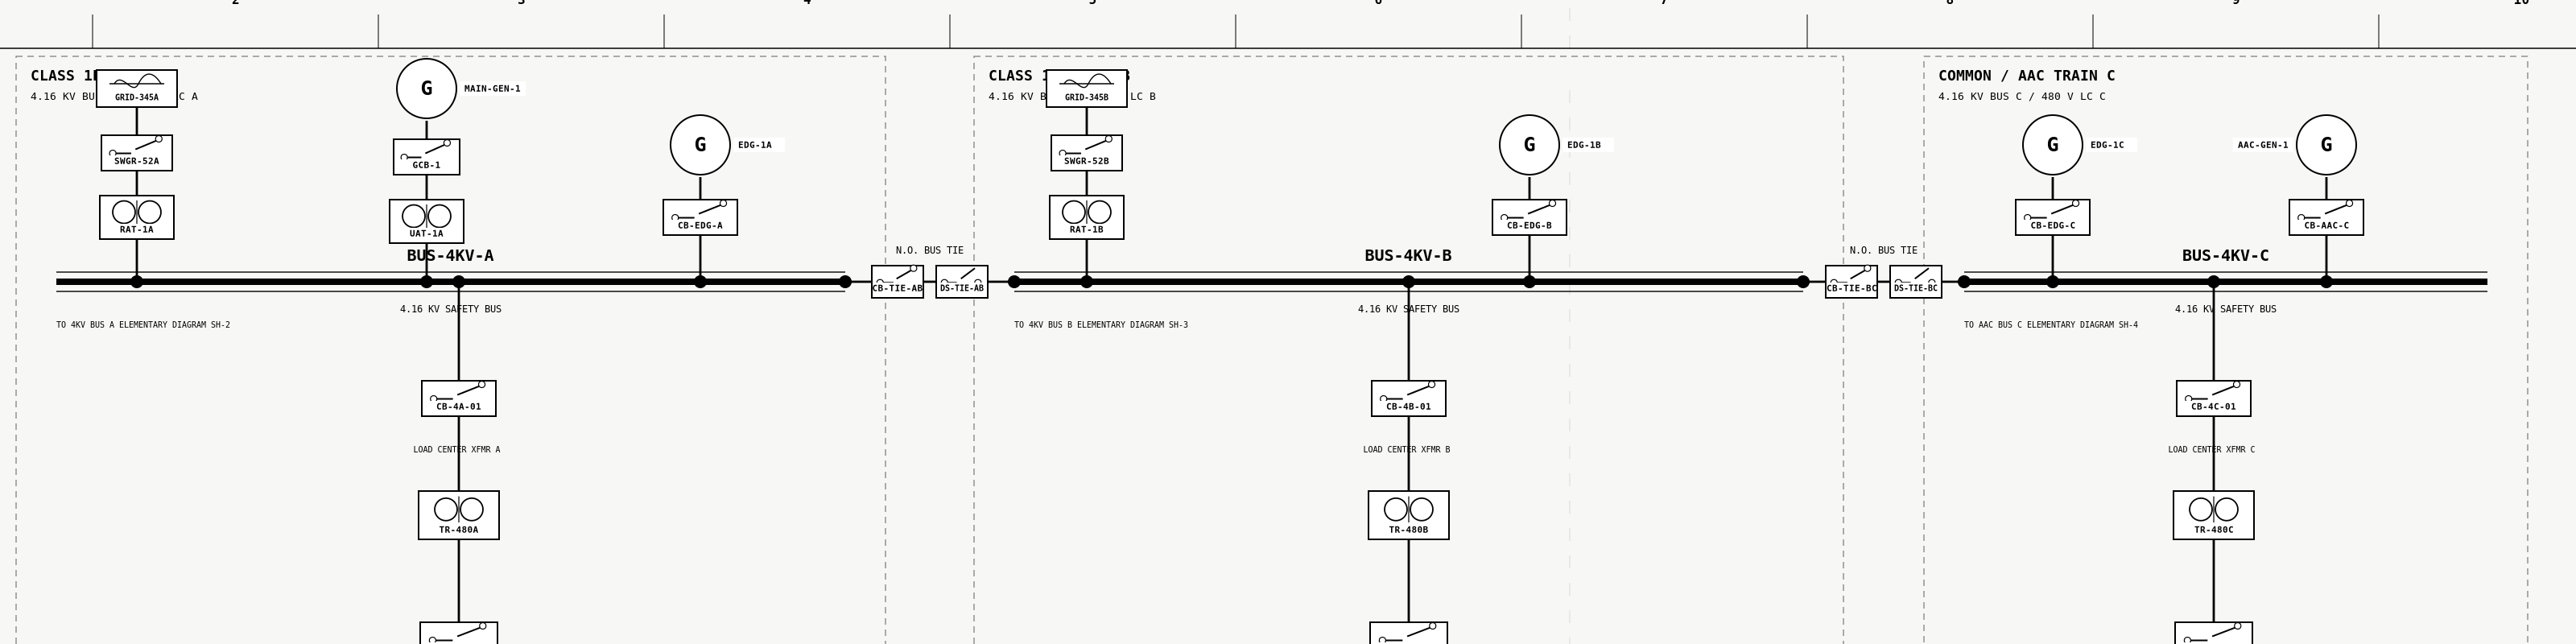 2 3 4 5 6 7 8 9 10
CLASS
4.16 KV C A
GRID-345A
SWGR-52A
RAT-1A
G MAIN-GEN-1
GCB-1
UAT-1A
G EDG-1A
CB-EDG-A
BUS-4KV-A
4.16 KV SAFETY BUS
TO 4KV BUS A ELEMENTARY DIAGRAM SH-2
CB-4A-01
LOAD CENTER XFMR A
TR-480A
N.O. BUS TIE
CB-TIE-AB DS-TIE-AB
CLASS
4.16 KV LC B
GRID-345B
SWGR-52B
RAT-1B
G EDG-1B
CB-EDG-B
BUS-4KV-B
4.16 KV SAFETY BUS
TO 4KV BUS B ELEMENTARY DIAGRAM SH-3
CB-4B-01
LOAD CENTER XFMR B
TR-480B
N.O. BUS TIE
CB-TIE-BC DS-TIE-BC
COMMON / AAC TRAIN C
4.16 KV BUS C / 480 V LC C
G EDG-1C
CB-EDG-C
AAC-GEN-1 G
CB-AAC-C
BUS-4KV-C
4.16 KV SAFETY BUS
TO AAC BUS C ELEMENTARY DIAGRAM SH-4
CB-4C-01
LOAD CENTER XFMR C
TR-480C